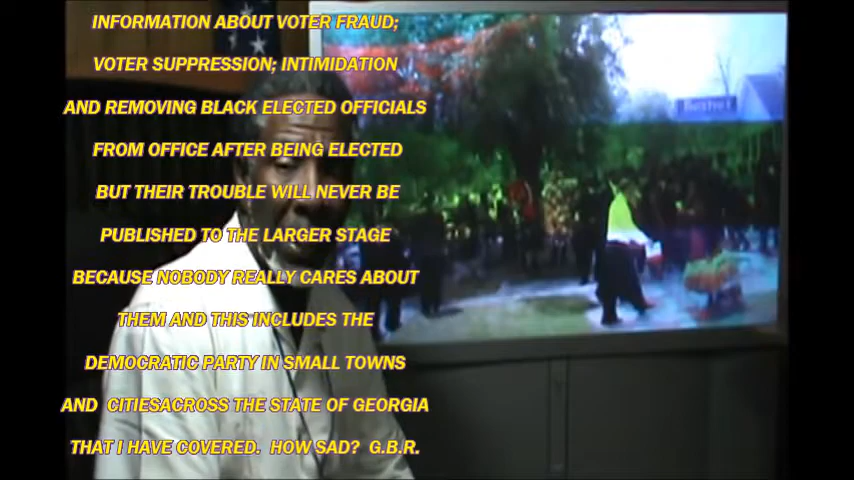 INFORMATION ABOUT VOTER FRAUD;
VOTER SUPPRESSION; INTIMIDATION
AND REMOVING BLACK ELECTED OFFICIALS
FROM OFFICE AFTER BEING ELECTED
BUT THEIR TROUBLE WILL NEVER BE
PUBLISHED TO THE LARGER STAGE
BECAUSE NOBODY REALLY CARES ABOUT
THEM AND THIS INCLUDES THE
DEMOCRATIC PARTY IN SMALL TOWNS
AND CITIESACROSS THE STATE OF GEORGIA
THAT I HAVE COVERED. HOW SAD? G.B.R.